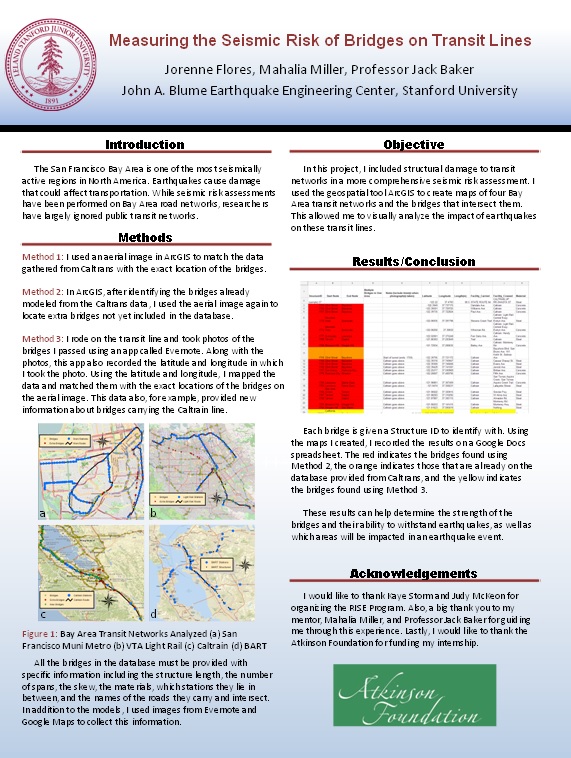 LELAND STANFORD JUNIOR UNIVERSITY
1891
Measuring the Seismic Risk of Bridges on Transit Lines
Jorenne Flores, Mahalia Miller, Professor Jack Baker
John A. Blume Earthquake Engineering Center, Stanford University
Introduction
The San Francisco Bay Area is one of the most seismically
active regions in North America. Earthquakes cause damage
that could affect transportation. While seismic risk assessments
have been performed on Bay Area road networks, researchers
have largely ignored public transit networks.
Methods
Method 1: I used an aerial image in ArcGIS to match the data
gathered from Caltrans with the exact location of the bridges.
Method 2: In ArcGIS, after identifying the bridges already
modeled from the Caltrans data, I used the aerial image again to
locate extra bridges not yet included in the database.
Method 3: I rode on the transit line and took photos of the
bridges I passed using an app called Evernote. Along with the
photos, this app also recorded the latitude and longitude in which
I took the photo. Using the latitude and longitude, I mapped the
data and matched them with the exact locations of the bridges on
the aerial image. This data also, for example, provided new
information about bridges carrying the Caltrain line.
a
b
c
d
Figure 1: Bay Area Transit Networks Analyzed (a) San
Francisco Muni Metro (b) VTA Light Rail (c) Caltrain (d) BART
All the bridges in the database must be provided with
specific information including the structure length, the number
of spans, the skew, the materials, which stations they lie in
between, and the names of the roads they carry and intersect.
In addition to the models, I used images from Evernote and
Google Maps to collect this information.
Objective
In this project, I included structural damage to transit
networks in a more comprehensive seismic risk assessment. I
used the geospatial tool ArcGIS to create maps of four Bay
Area transit networks and the bridges that intersect them.
This allowed me to visually analyze the impact of earthquakes
on these transit lines.
Results/Conclusion
Each bridge is given a Structure ID to identify with. Using
the maps I created, I recorded the results on a Google Docs
spreadsheet. The red indicates the bridges found using
Method 2, the orange indicates those that are already on the
database provided from Caltrans, and the yellow indicates
the bridges found using Method 3.
These results can help determine the strength of the
bridges and their ability to withstand earthquakes, as well as
which areas will be impacted in an earthquake event.
Acknowledgements
I would like to thank Kaye Storm and Judy McKeon for
organizing the RISE Program. Also, a big thank you to my
mentor, Mahalia Miller, and Professor Jack Baker for guiding
me through this experience. Lastly, I would like to thank the
Atkinson Foundation for funding my internship.
Atkinson
Foundation